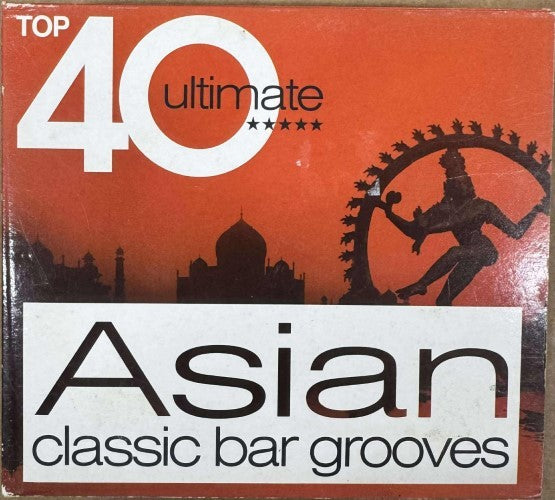 TOP
40
ultimate
★★★★★
Asian
classic bar grooves